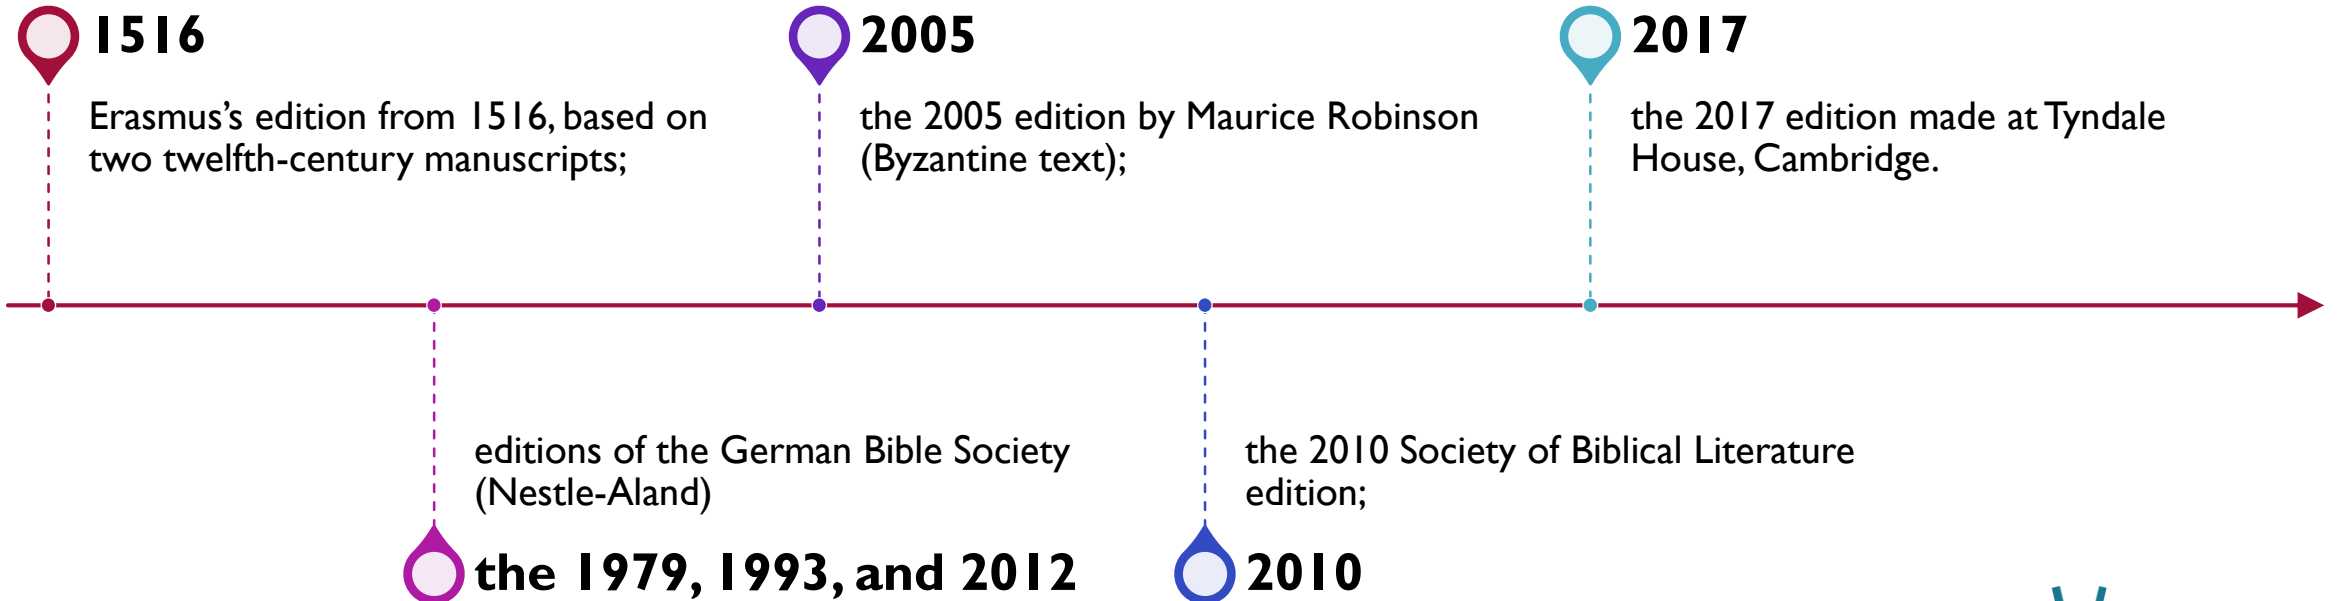 1516
Erasmus’s edition from 1516, based on
two twelfth-century manuscripts;
2005
the 2005 edition by Maurice Robinson
(Byzantine text);
2017
the 2017 edition made at Tyndale
House, Cambridge.
editions of the German Bible Society
(Nestle-Aland)
the 1979, 1993, and 2012
the 2010 Society of Biblical Literature
edition;
2010